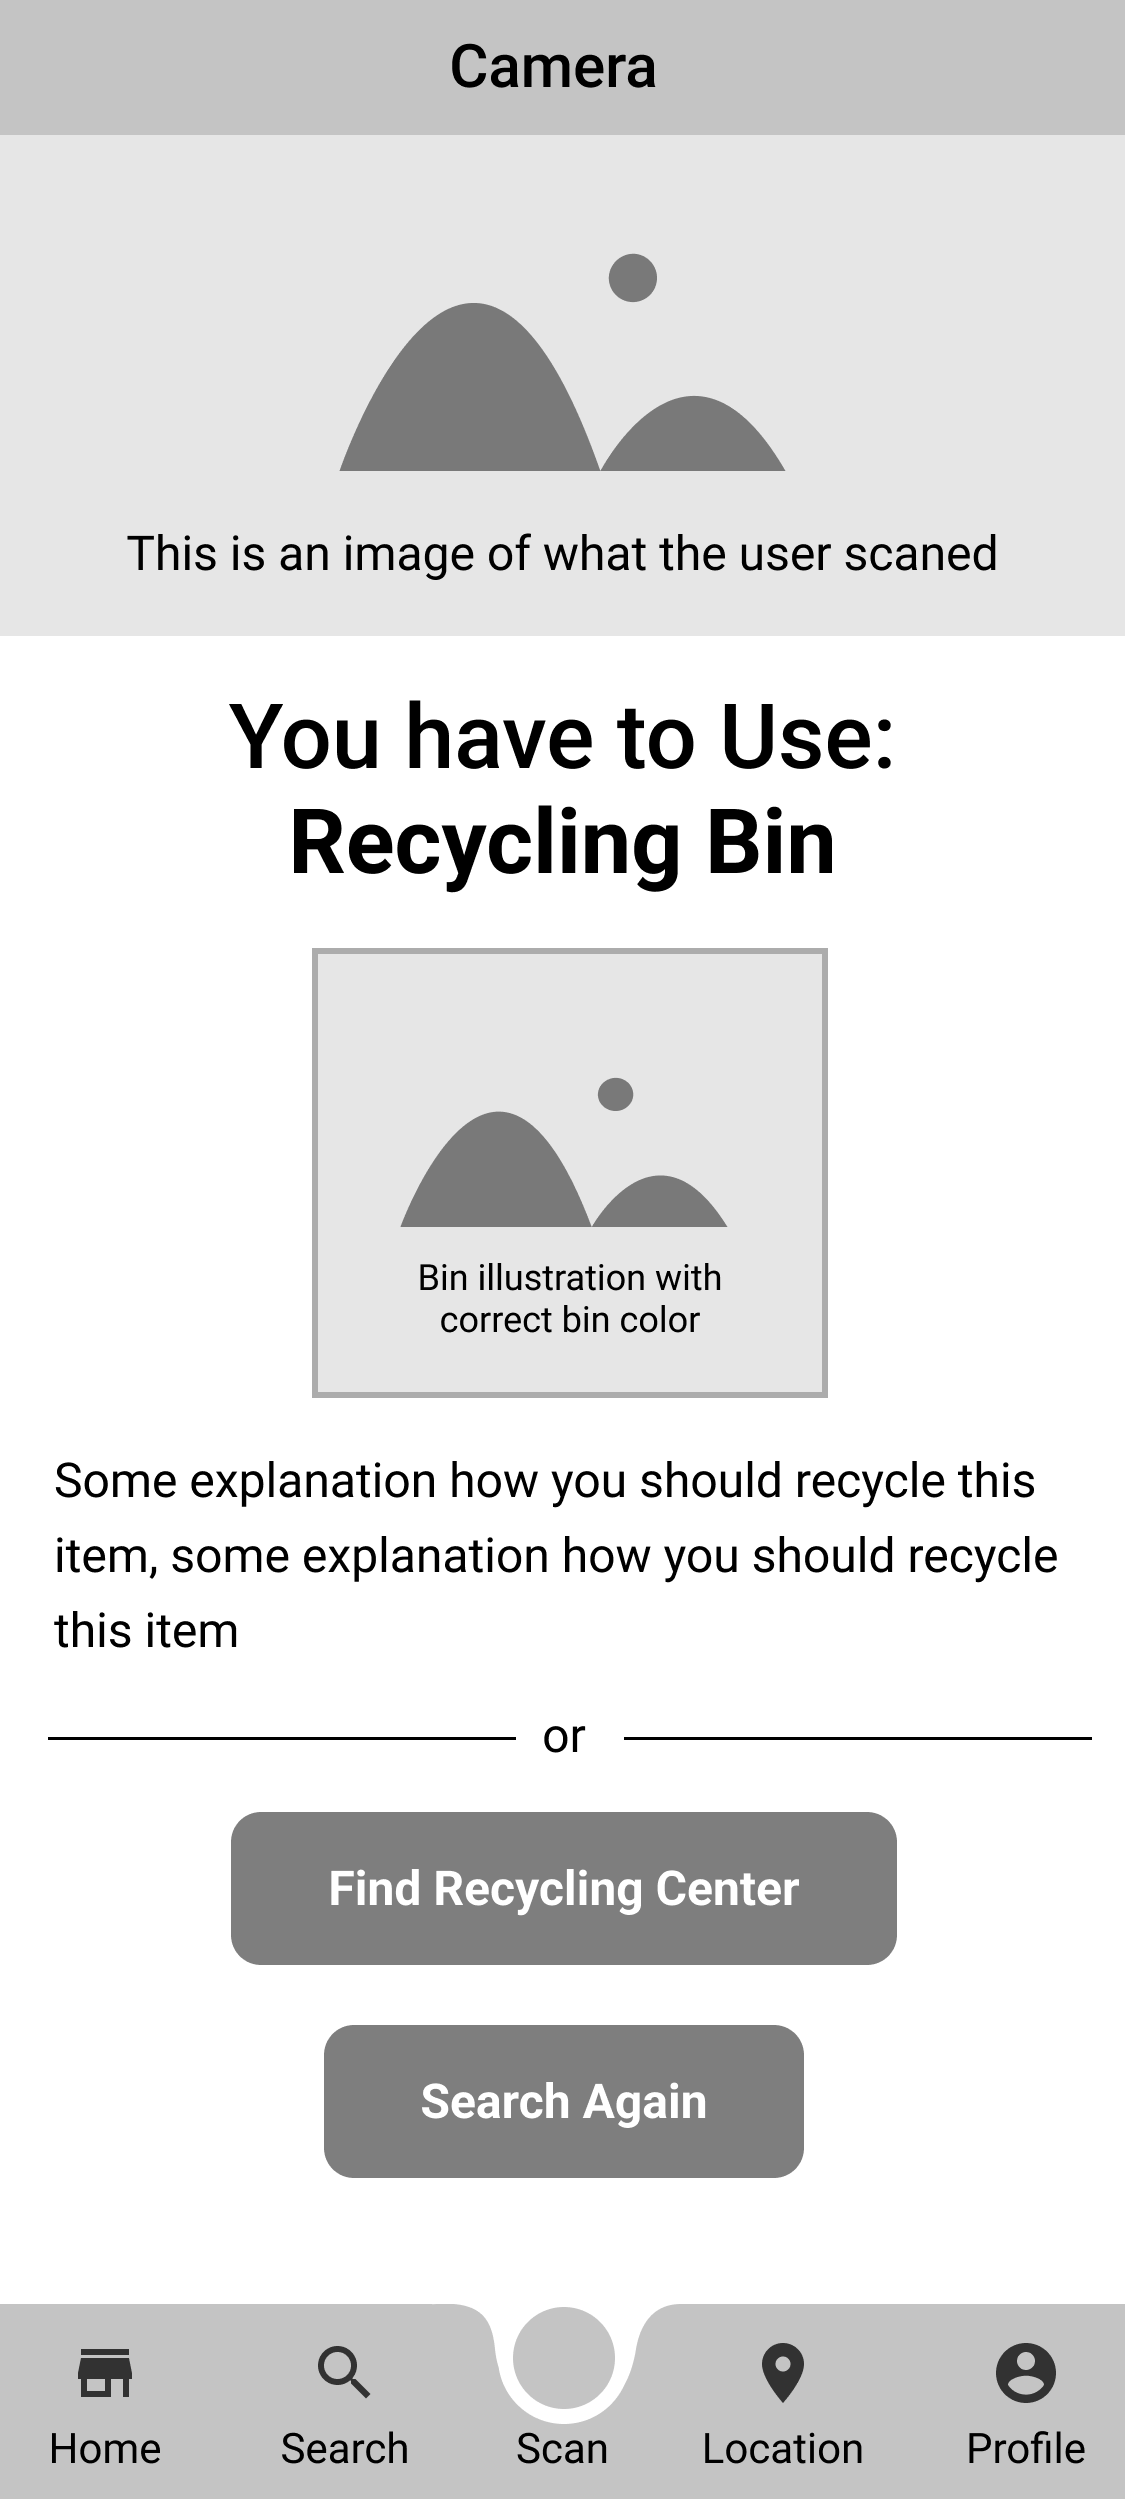 Camera
This is an image of what the user scaned
You have to Use:
Recycling Bin
Bin illustration with
correct bin color
Some explanation how you should recycle this
item, some explanation how you should recycle
this item
or
Find Recycling Center
Search Again
Home Search Scan Location Profile